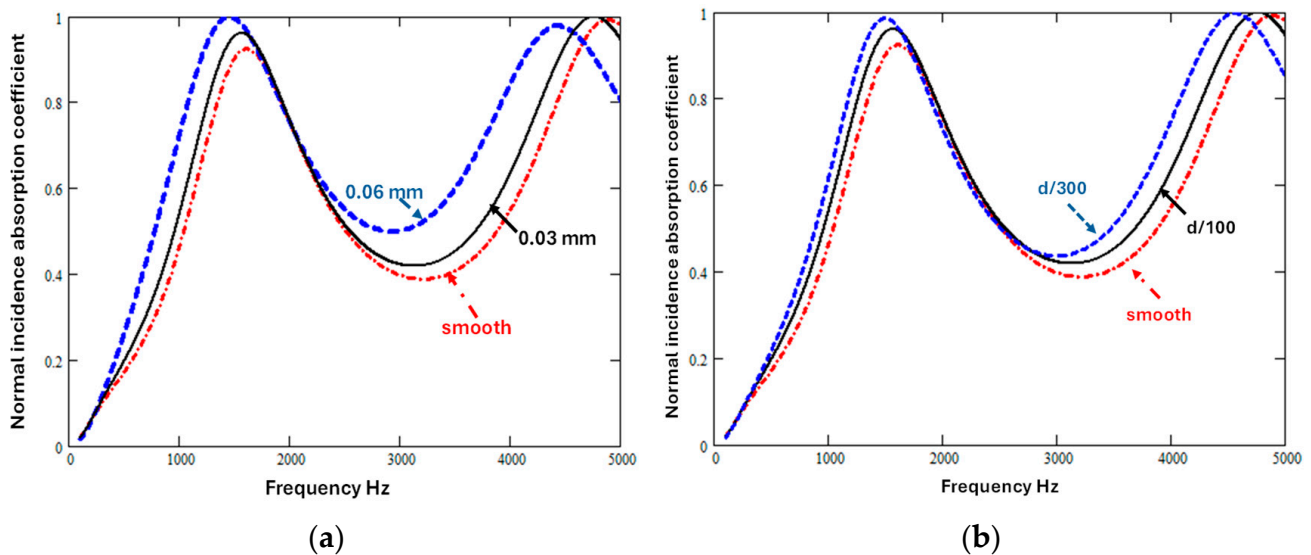 Normal incidence absorption coefficient
1
0.8
0.6
0.4
0.2
0
0.06 mm
0.03 mm
smooth
0
1000
2000
3000
4000
5000
Frequency Hz
(a)
Normal incidence absorption coefficient
1
0.8
0.6
0.4
0.2
0
d/300
d/100
smooth
0
1000
2000
3000
4000
5000
Frequency Hz
(b)